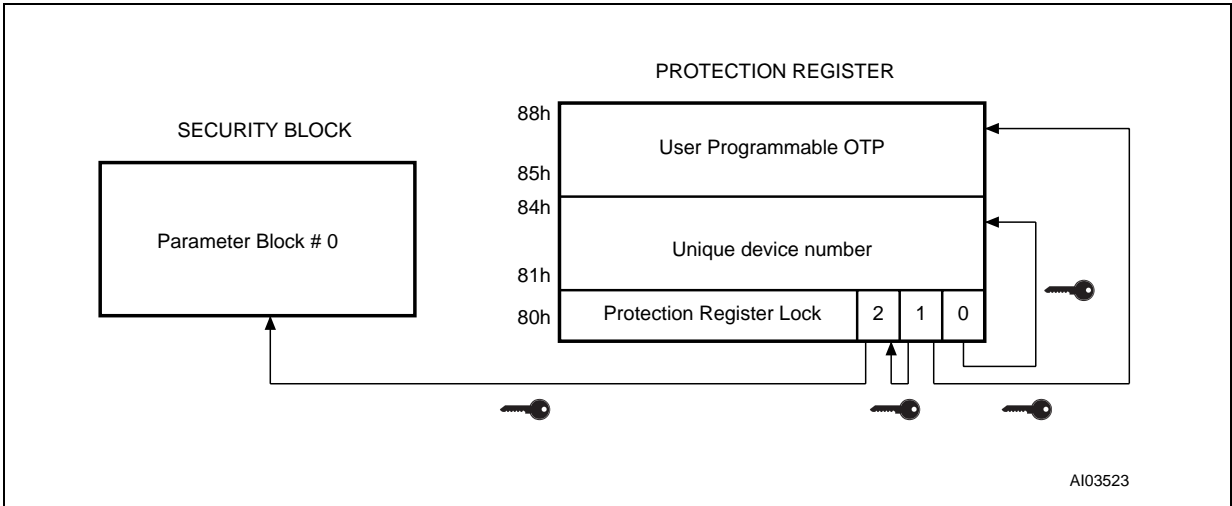 PROTECTION REGISTER
SECURITY BLOCK
88h
User Programmable OTP
85h
84h
Parameter Block # 0
Unique device number
81h
80h
Protection Register Lock 2 1 0
AI03523